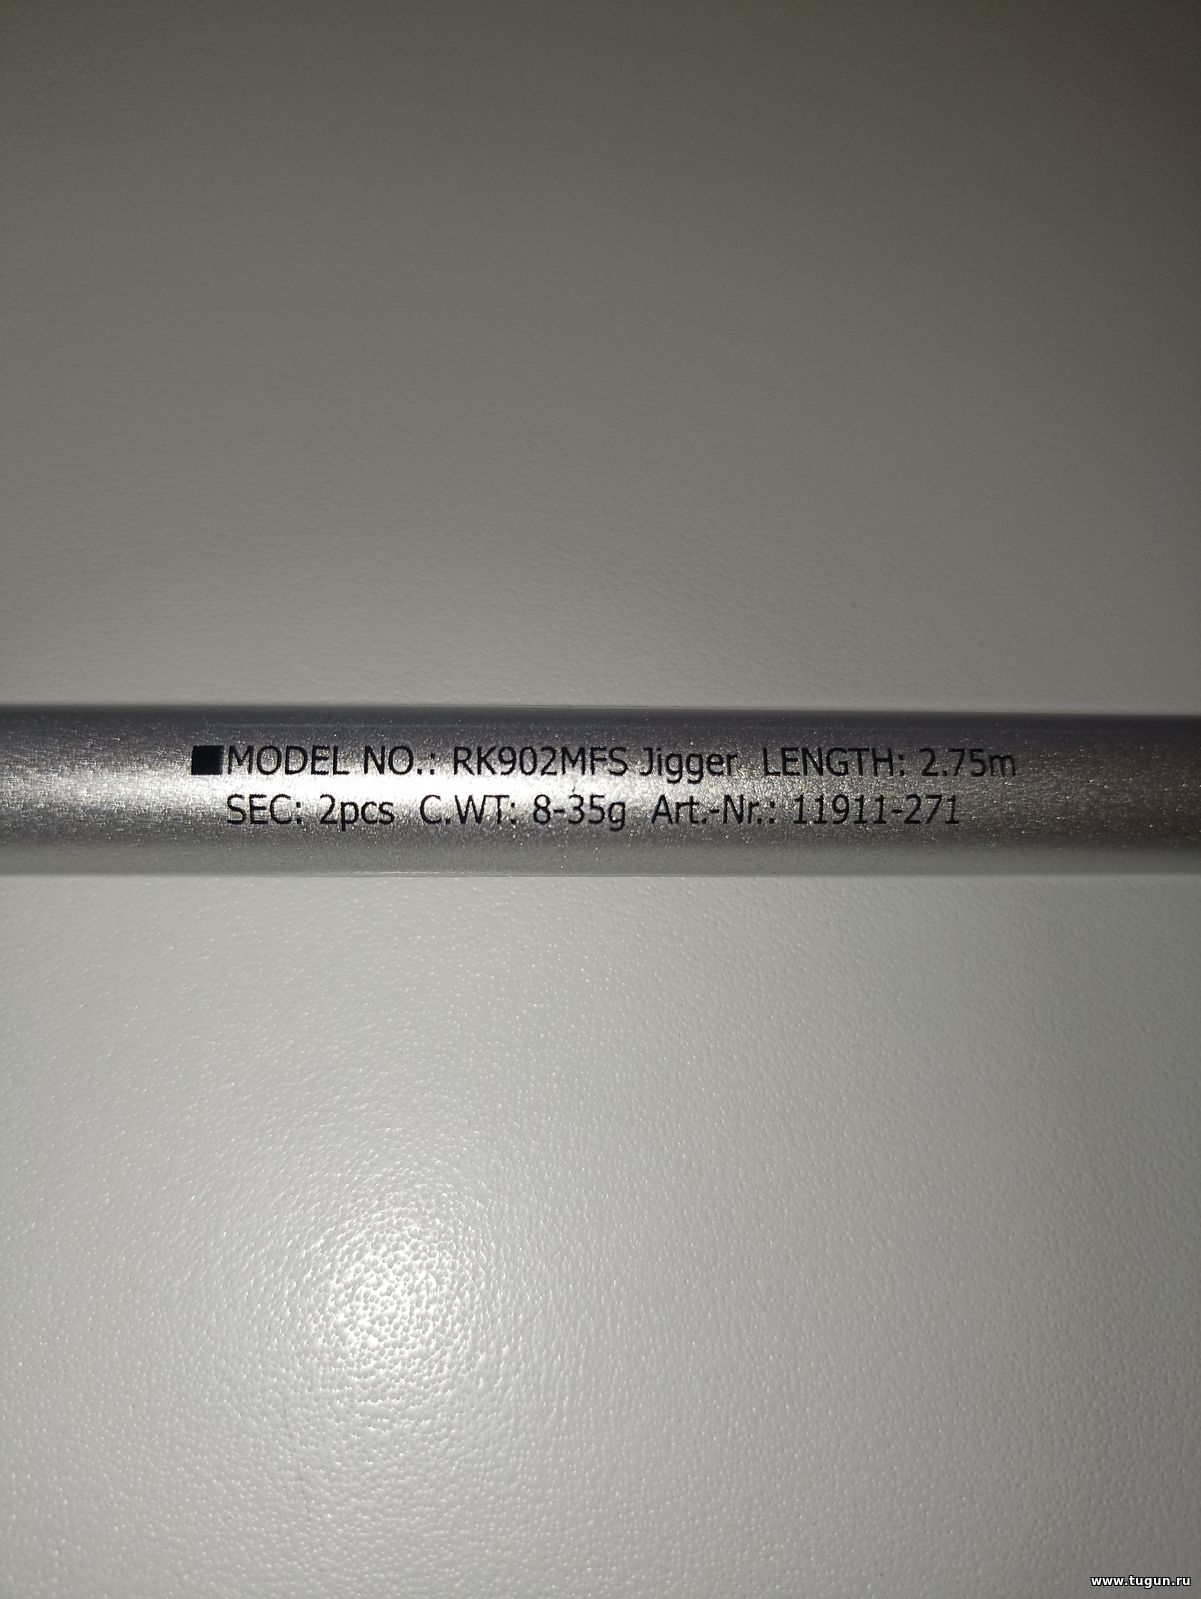 ■MODEL NO.: RK902MFS Jigger LENGTH: 2.75m
SEC: 2pcs C.WT: 8-35g Art.-Nr.: 11911-271
www.tugun.ru